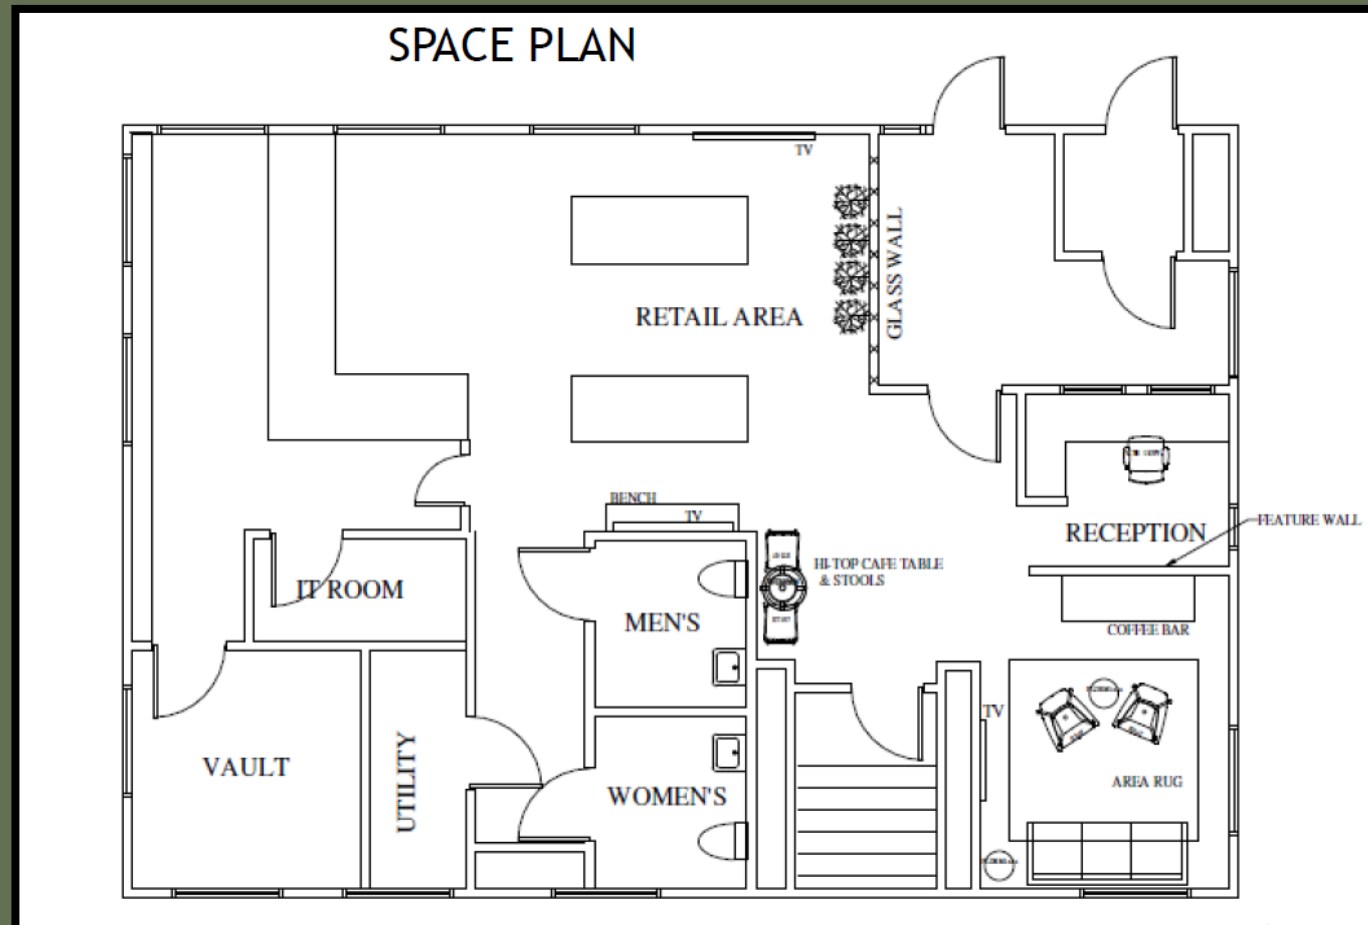 SPACE PLAN
TV
GLASS WALL
RETAIL AREA
BENCH
TV
RECEPTION
FEATURE WALL
HI-TOP CAFE TABLE
& STOOLS
IT ROOM
MEN'S
COFFEE BAR
TV
VAULT
UTILITY
WOMEN'S
AREA RUG